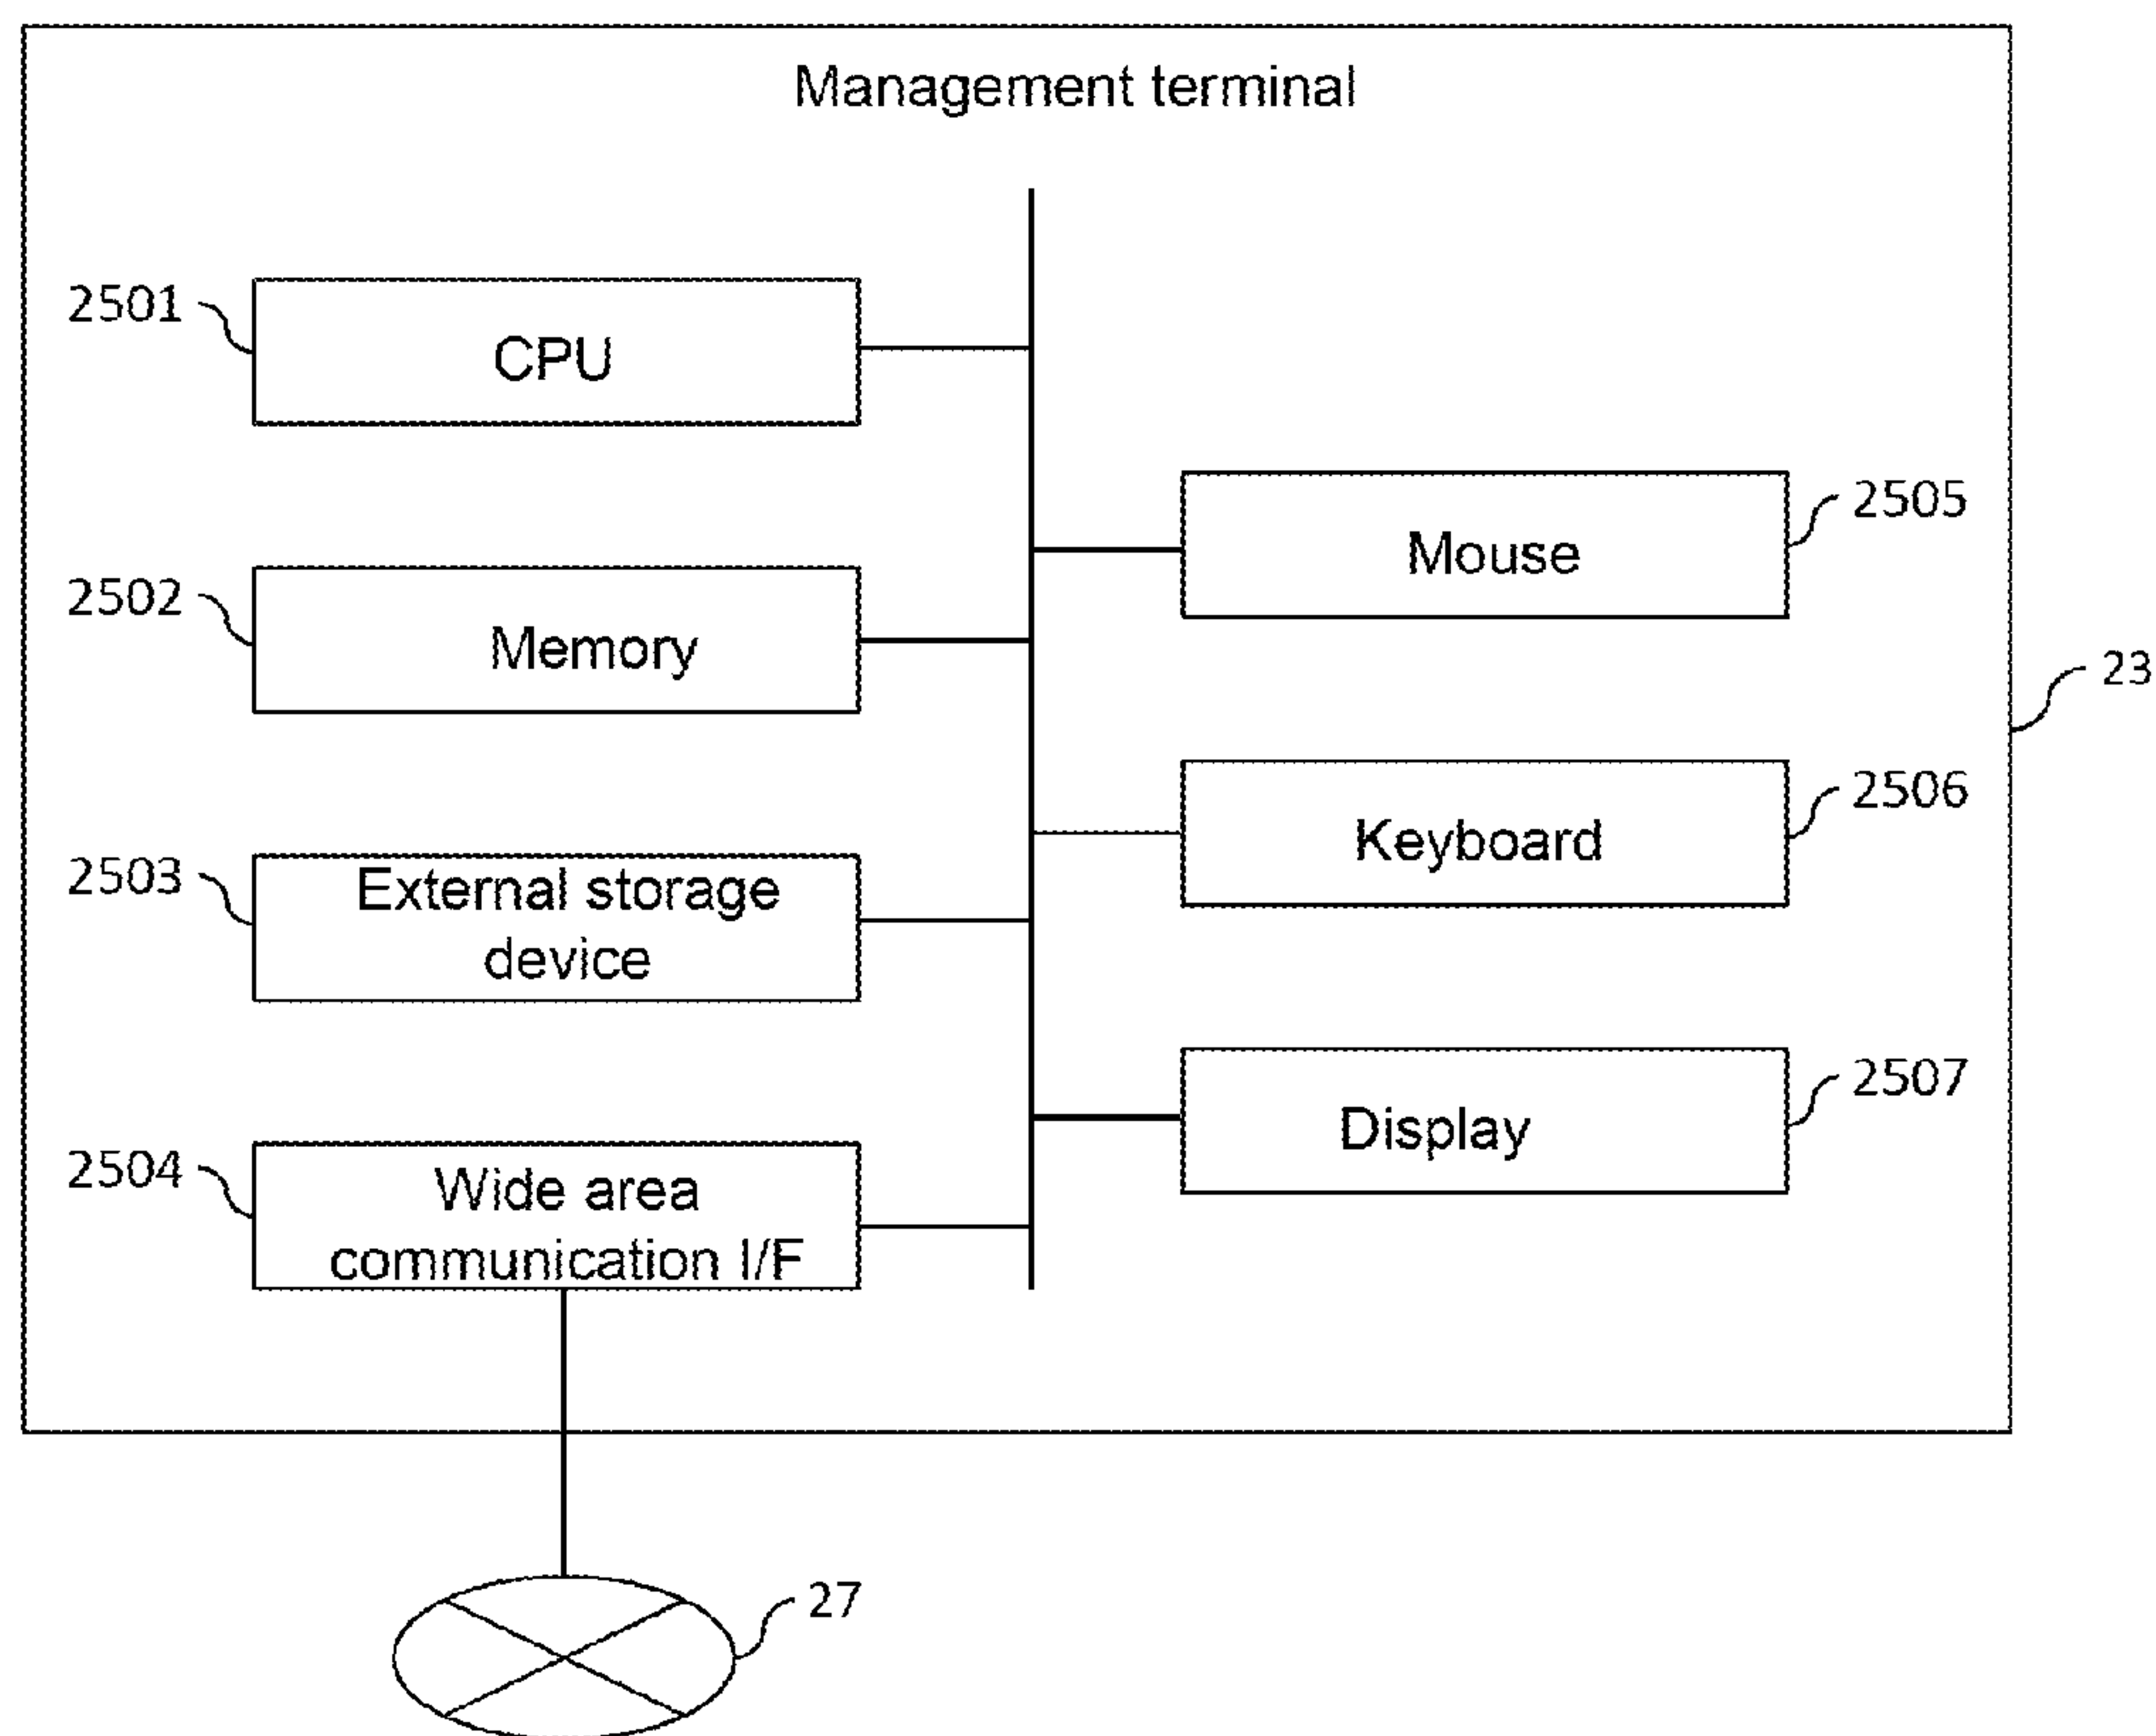 Management terminal
2501
CPU
2505
Mouse
2502
Memory
23
2506
Keyboard
2503
External storage
device
2507
Display
2504
Wide area
communication I/F
27